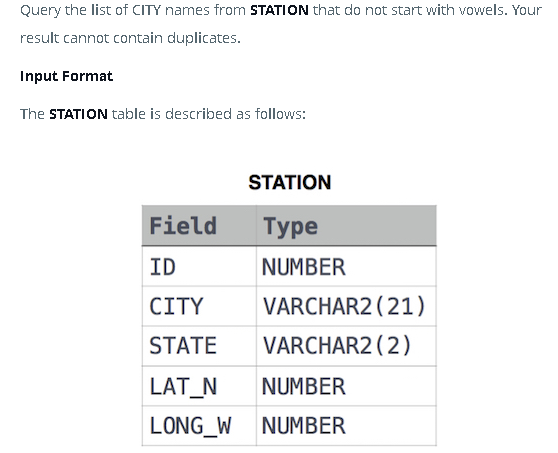 Query the list of CITY names from STATION that do not start with vowels. Your
result cannot contain duplicates.
Input Format
The STATION table is described as follows:
STATION
Field Type
ID NUMBER
CITY VARCHAR2(21)
STATE VARCHAR2(2)
LAT_N NUMBER
LONG_W NUMBER